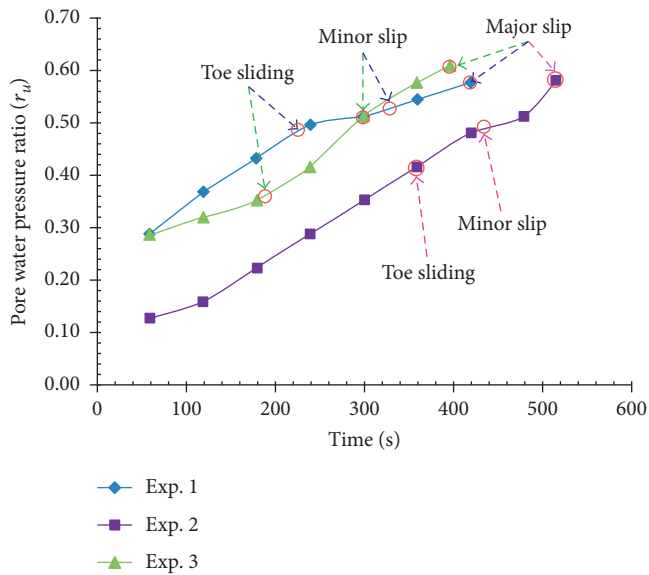 Pore water pressure ratio (r_u)
0.70
0.60
0.50
0.40
0.30
0.20
0.10
0.00
0
100
200
300
400
500
600
Time (s)
Toe sliding
Minor slip
Major slip
Minor slip
Toe sliding
Exp. 1
Exp. 2
Exp. 3